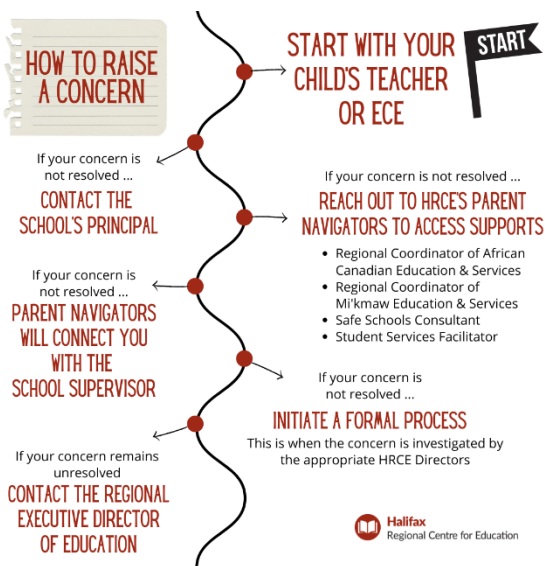 HOW TO RAISE
A CONCERN
START WITH YOUR
CHILD'S TEACHER
OR ECE
START
If your concern is
not resolved ...
CONTACT THE
SCHOOL'S PRINCIPAL
If your concern is not resolved ...
REACH OUT TO HRCE'S PARENT
NAVIGATORS TO ACCESS SUPPORTS
• Regional Coordinator of African
Canadian Education & Services
• Regional Coordinator of
Mi'kmaw Education & Services
• Safe Schools Consultant
• Student Services Facilitator
If your concern is
not resolved ...
PARENT NAVIGATORS
WILL CONNECT YOU
WITH THE
SCHOOL SUPERVISOR
If your concern is
not resolved ...
INITIATE A FORMAL PROCESS
This is when the concern is investigated by
the appropriate HRCE Directors
If your concern remains
unresolved
CONTACT THE REGIONAL
EXECUTIVE DIRECTOR
OF EDUCATION
Halifax
Regional Centre for Education